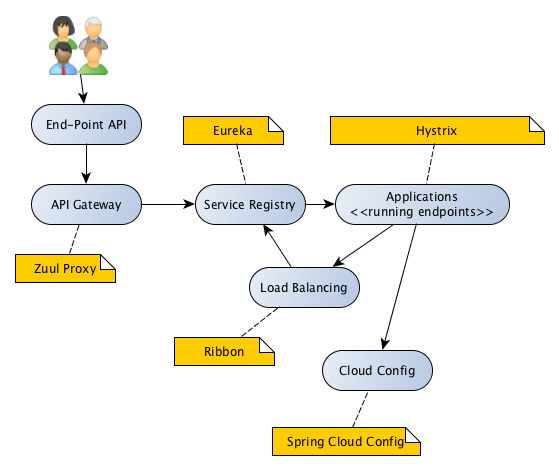 End-Point API
Eureka
Hystrix
API Gateway
Service Registry
Applications
<<running endpoints>>
Zuul Proxy
Load Balancing
Ribbon
Cloud Config
Spring Cloud Config